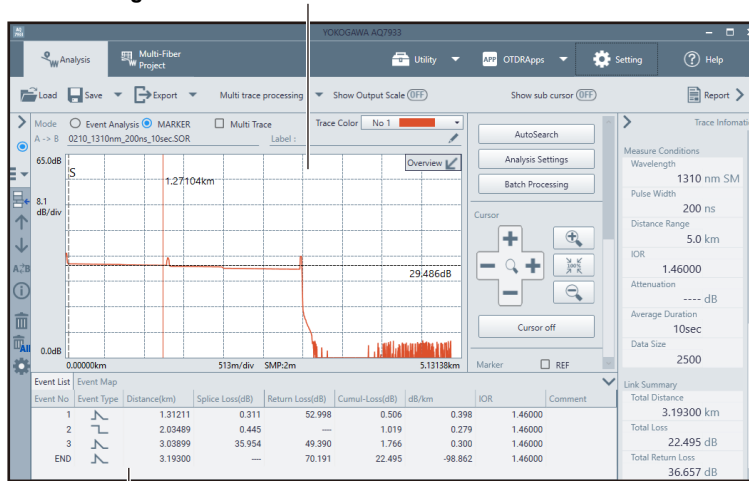 YOKOGAWA AQ7933
Analysis
Multi-Fiber
Project
Utility
APP OTDRApps
Setting
? Help
Load
Save
Export
Multi trace processing
Show Output Scale OFF
Show sub cursor OFF
Report
Mode Event Analysis MARKER Multi Trace Trace Color No 1
A -> B 0210_1310nm_200ns_10sec.SOR Label :
65.0dB
S
1.27104km
Overview
8.1
dB/div
29.486dB
0.0dB
0.00000km 513m/div SMP:2m 5.13138km
AutoSearch
Analysis Settings
Batch Processing
Cursor
100%
Cursor off
Marker REF
Trace Infomati
Measure Conditions
Wavelength
1310 nm SM
Pulse Width
200 ns
Distance Range
5.0 km
IOR
1.46000
Attenuation
---- dB
Average Duration
10sec
Data Size
2500
Link Summary
Total Distance
3.19300 km
Total Loss
22.495 dB
Total Return Loss
36.657 dB
All
Event List Event Map
Event No Event Type Distance(km) Splice Loss(dB) Return Loss(dB) Cumul-Loss(dB) dB/km IOR Comment
1 1.31211 0.311 52.998 0.506 0.398 1.46000
2 2.03489 0.445 ---- 1.019 0.279 1.46000
3 3.03899 35.954 49.390 1.766 0.300 1.46000
END 3.19300 ---- 70.191 22.495 -98.862 1.46000